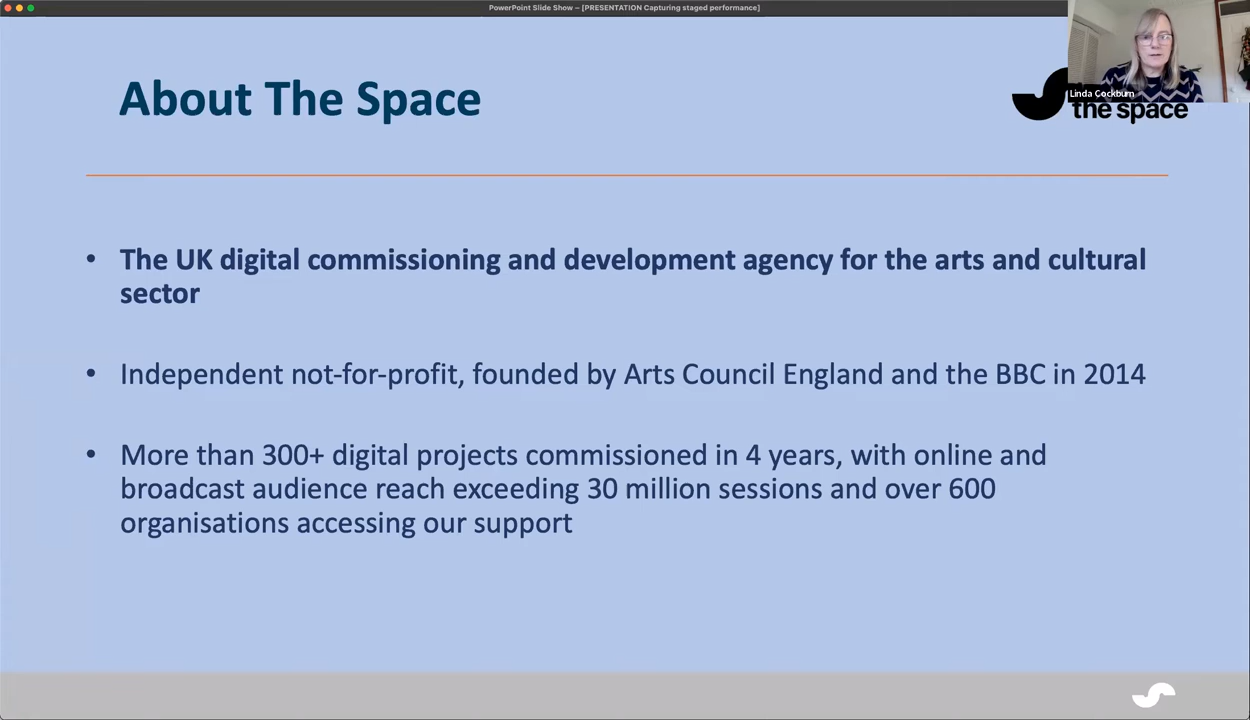 PowerPoint Slide Show – [PRESENTATION Capturing staged performance]
About The Space
Linda Cockburn
the space
• The UK digital commissioning and development agency for the arts and cultural
sector
• Independent not-for-profit, founded by Arts Council England and the BBC in 2014
• More than 300+ digital projects commissioned in 4 years, with online and
broadcast audience reach exceeding 30 million sessions and over 600
organisations accessing our support